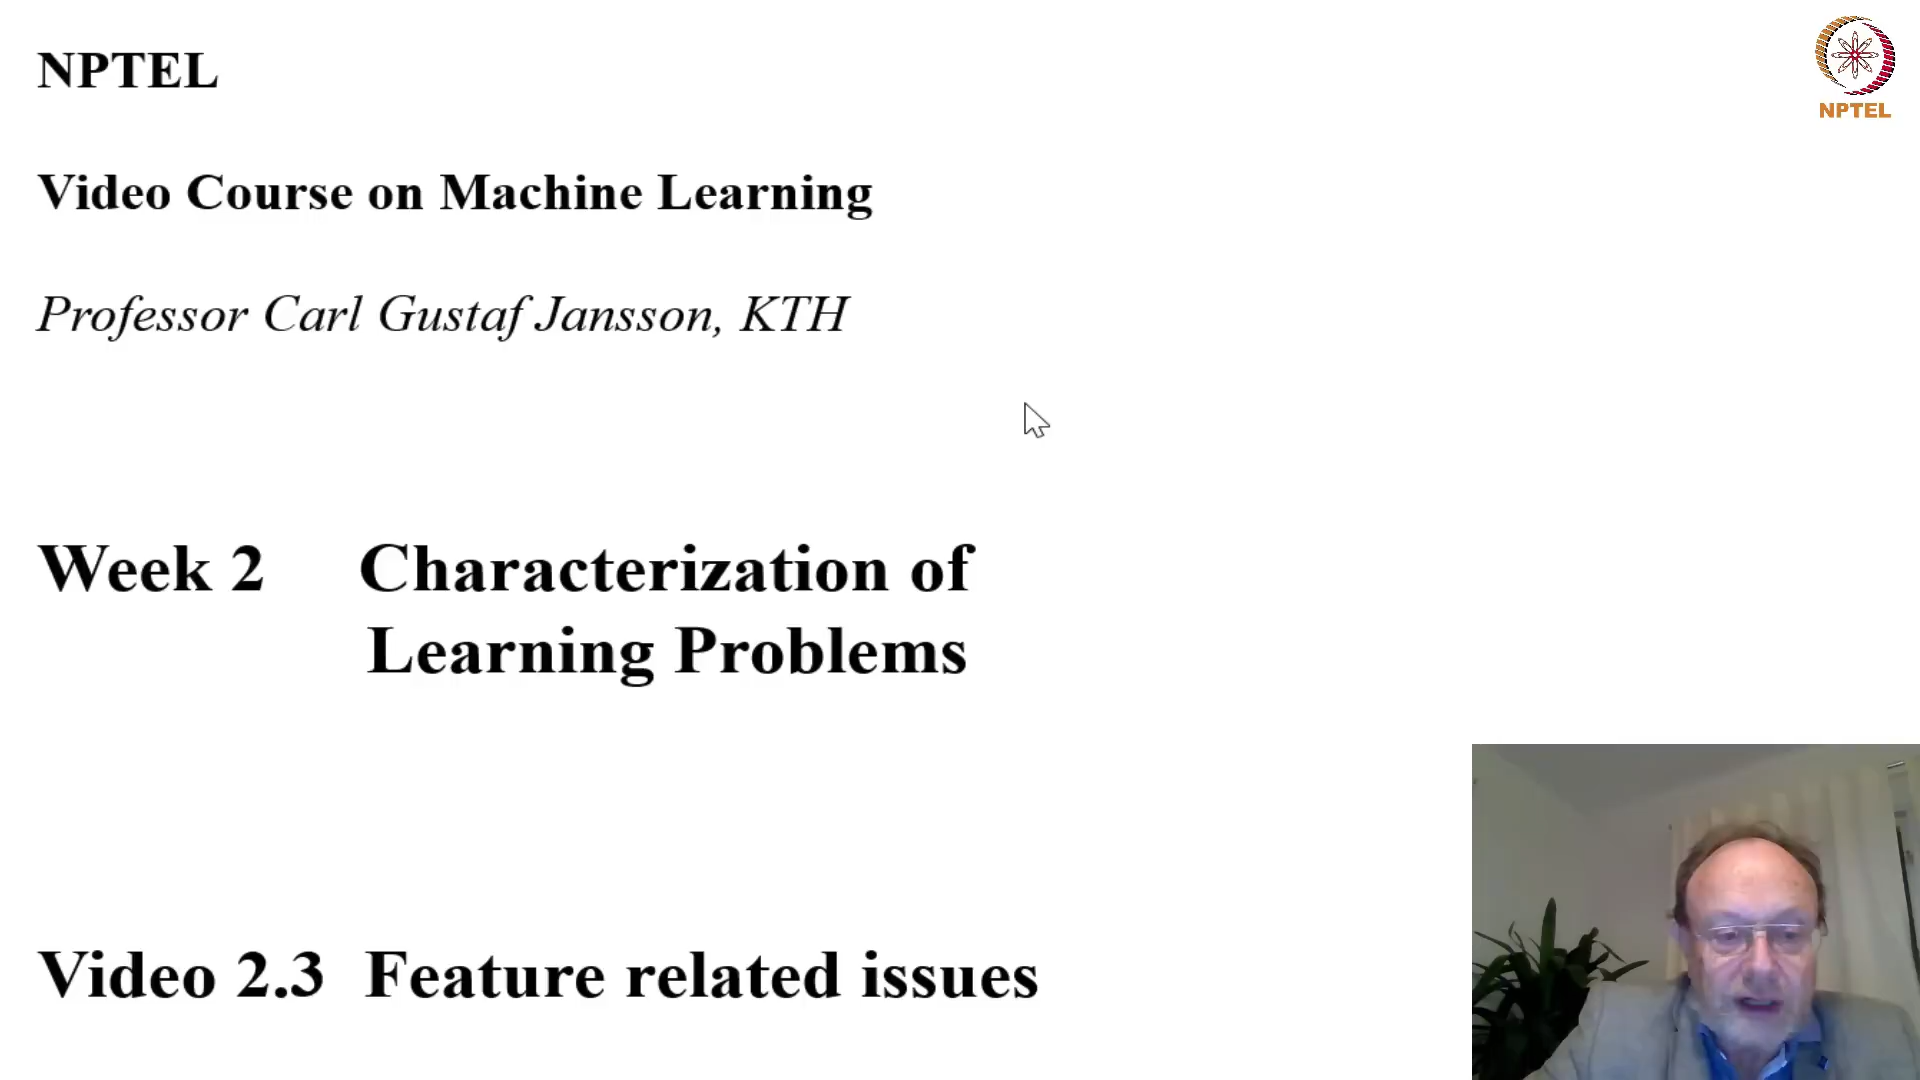 NPTEL
NPTEL
Video Course on Machine Learning
Professor Carl Gustaf Jansson, KTH
Week 2 Characterization of
Learning Problems
Video 2.3 Feature related issues